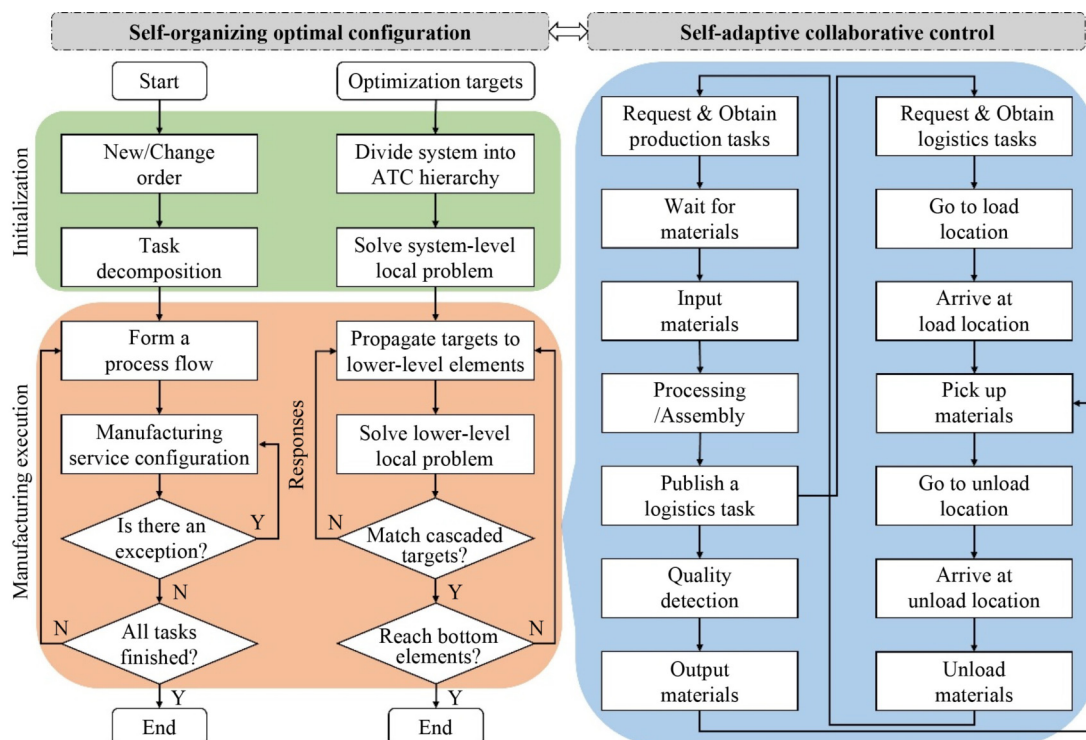 Self-organizing optimal configuration
Self-adaptive collaborative control
Start
Optimization targets
Initialization
New/Change
order
Divide system into
ATC hierarchy
Task
decomposition
Solve system-level
local problem
Manufacturing execution
Form a
process flow
Propagate targets to
lower-level elements
Manufacturing
service configuration
Responses
Solve lower-level
local problem
Is there an
exception?
Y
N
Match cascaded
targets?
N
Y
N
All tasks
finished?
Reach bottom
elements?
N
Y
Y
End
End
Request & Obtain
production tasks
Wait for
materials
Input
materials
Processing
/Assembly
Publish a
logistics task
Quality
detection
Output
materials
Request & Obtain
logistics tasks
Go to load
location
Arrive at
load location
Pick up
materials
Go to unload
location
Arrive at
unload location
Unload
materials